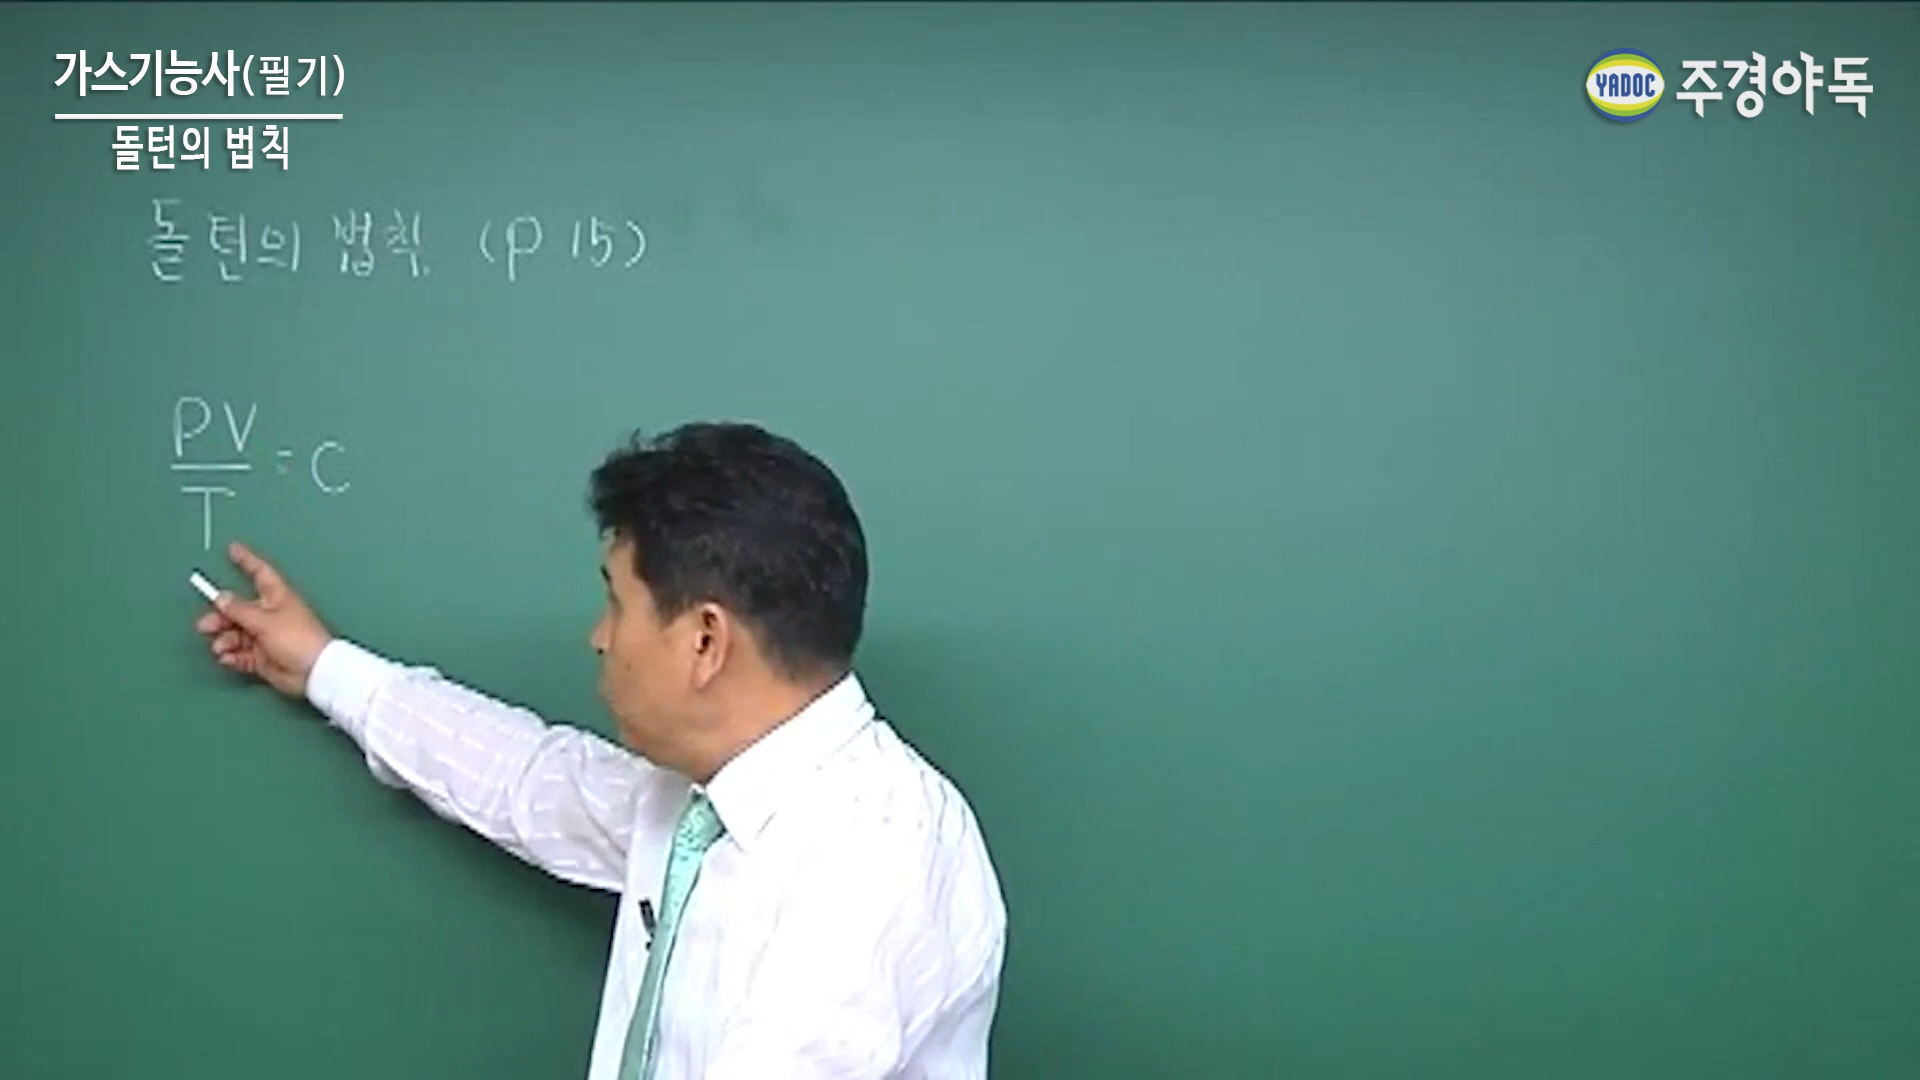 가스기능사(필기)
돌턴의 법칙
YADOC 주경야독
돌턴의 법칙 (P 15)
PV
T
= C